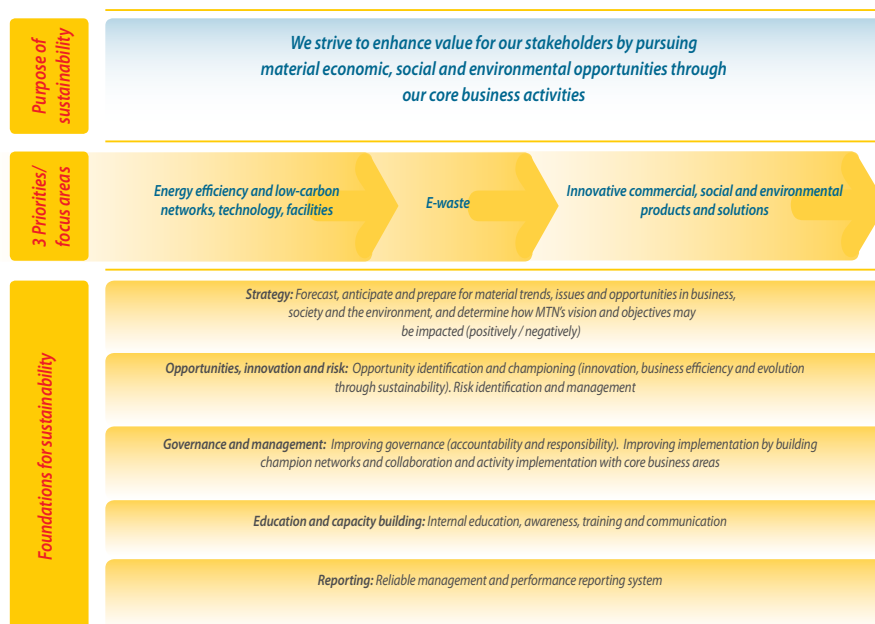 Purpose of
sustainability
We strive to enhance value for our stakeholders by pursuing
material economic, social and environmental opportunities through
our core business activities
3 Priorities/
focus areas
Energy efficiency and low-carbon
networks, technology, facilities
E-waste
Innovative commercial, social and environmental
products and solutions
Foundations for sustainability
Strategy: Forecast, anticipate and prepare for material trends, issues and opportunities in business,
society and the environment, and determine how MTN's vision and objectives may
be impacted (positively / negatively)
Opportunities, innovation and risk: Opportunity identification and championing (innovation, business efficiency and evolution
through sustainability). Risk identification and management
Governance and management: Improving governance (accountability and responsibility). Improving implementation by building
champion networks and collaboration and activity implementation with core business areas
Education and capacity building: Internal education, awareness, training and communication
Reporting: Reliable management and performance reporting system